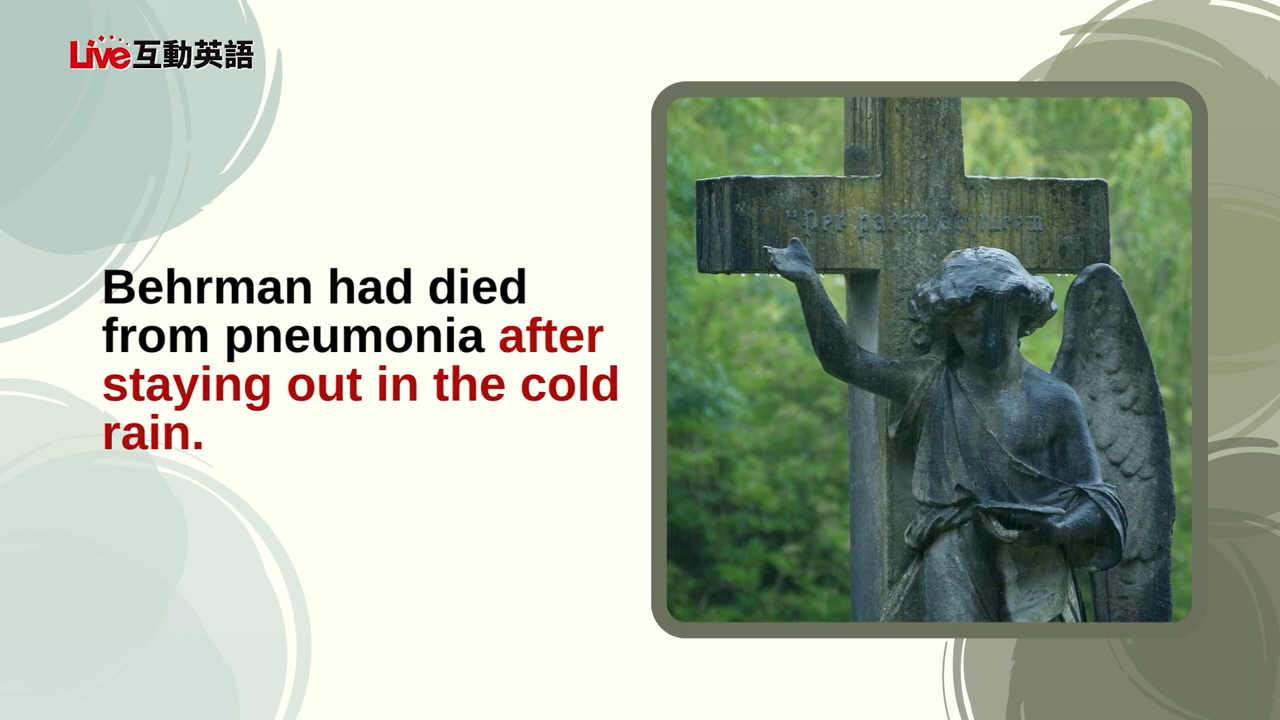 Live互動英語
Behrman had died
from pneumonia after
staying out in the cold
rain.